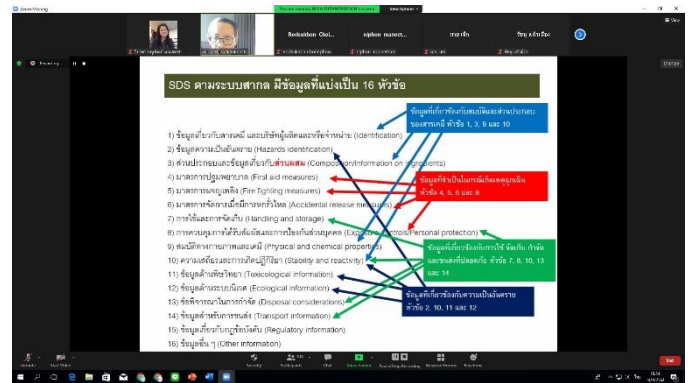 Zoom Meeting
View Options
View
Redsukhon Choi...
niphon maneet...
Recording
SDS ตามระบบสากล มีข้อมูลที่แบ่งเป็น 16 หัวข้อ
ข้อมูลที่เกี่ยวข้องกับสมบัติและส่วนประกอบ
ของสารเคมี หัวข้อ 1, 3, 9 และ 10
1) ข้อมูลเกี่ยวกับสารเคมี และบริษัทผู้ผลิตและหรือจำหน่าย (Identification)
2) ข้อมูลความเป็นอันตราย (Hazards identification)
3) ส่วนประกอบและข้อมูลเกี่ยวกับส่วนผสม (Composition/Information on ingredients)
ข้อมูลที่จำเป็นในกรณีเกิดเหตุฉุกเฉิน
หัวข้อ 4, 5, 6 และ 8
4) มาตรการปฐมพยาบาล (First aid measures)
5) มาตรการผจญเพลิง (Fire fighting measures)
6) มาตรการจัดการเมื่อมีการหกรั่วไหล (Accidental release measures)
7) การใช้และการจัดเก็บ (Handling and storage)
8) การควบคุมการได้รับสัมผัสและการป้องกันส่วนบุคคล (Exposure controls/Personal protection)
9) สมบัติทางกายภาพและเคมี (Physical and chemical properties)
ข้อมูลที่เกี่ยวข้องกับการใช้ จัดเก็บ กำจัด
และขนส่งที่ปลอดภัย หัวข้อ 7, 8, 10, 13
และ 14
10) ความเสถียรและการเกิดปฏิกิริยา (Stability and reactivity)
11) ข้อมูลด้านพิษวิทยา (Toxicological information)
12) ข้อมูลด้านระบบนิเวศ (Ecological information)
ข้อมูลที่เกี่ยวข้องกับความเป็นอันตราย
หัวข้อ 2, 10, 11 และ 12
13) ข้อพิจารณาในการกำจัด (Disposal considerations)
14) ข้อมูลสำหรับการขนส่ง (Transport information)
15) ข้อมูลเกี่ยวกับกฎข้อบังคับ (Regulatory information)
16) ข้อมูลอื่น ๆ (Other information)
Unmute
Start Video
Security
Participants
Chat
Share Screen
Pause/Stop Recording
Breakout Rooms
Reactions
End